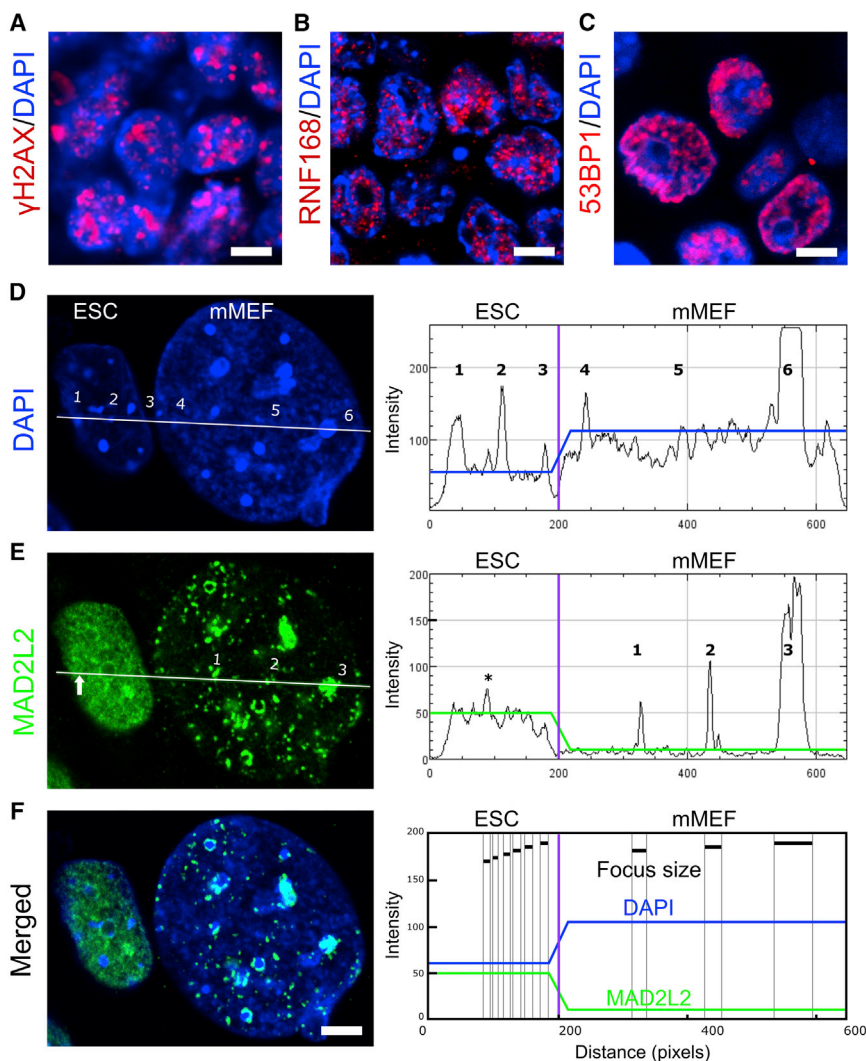 A
B
C
γH2AX/DAPI
RNF168/DAPI
53BP1/DAPI
D
ESC
mMEF
DAPI
1
2
3
4
5
6
ESC
mMEF
Intensity
200
100
1
2
3
4
5
6
0
200
400
600
E
MAD2L2
1
2
3
ESC
mMEF
Intensity
200
150
100
50
0
*
1
2
3
0
200
400
600
F
Merged
ESC
mMEF
Intensity
200
150
100
50
0
Focus size
DAPI
MAD2L2
0
200
400
600
Distance (pixels)